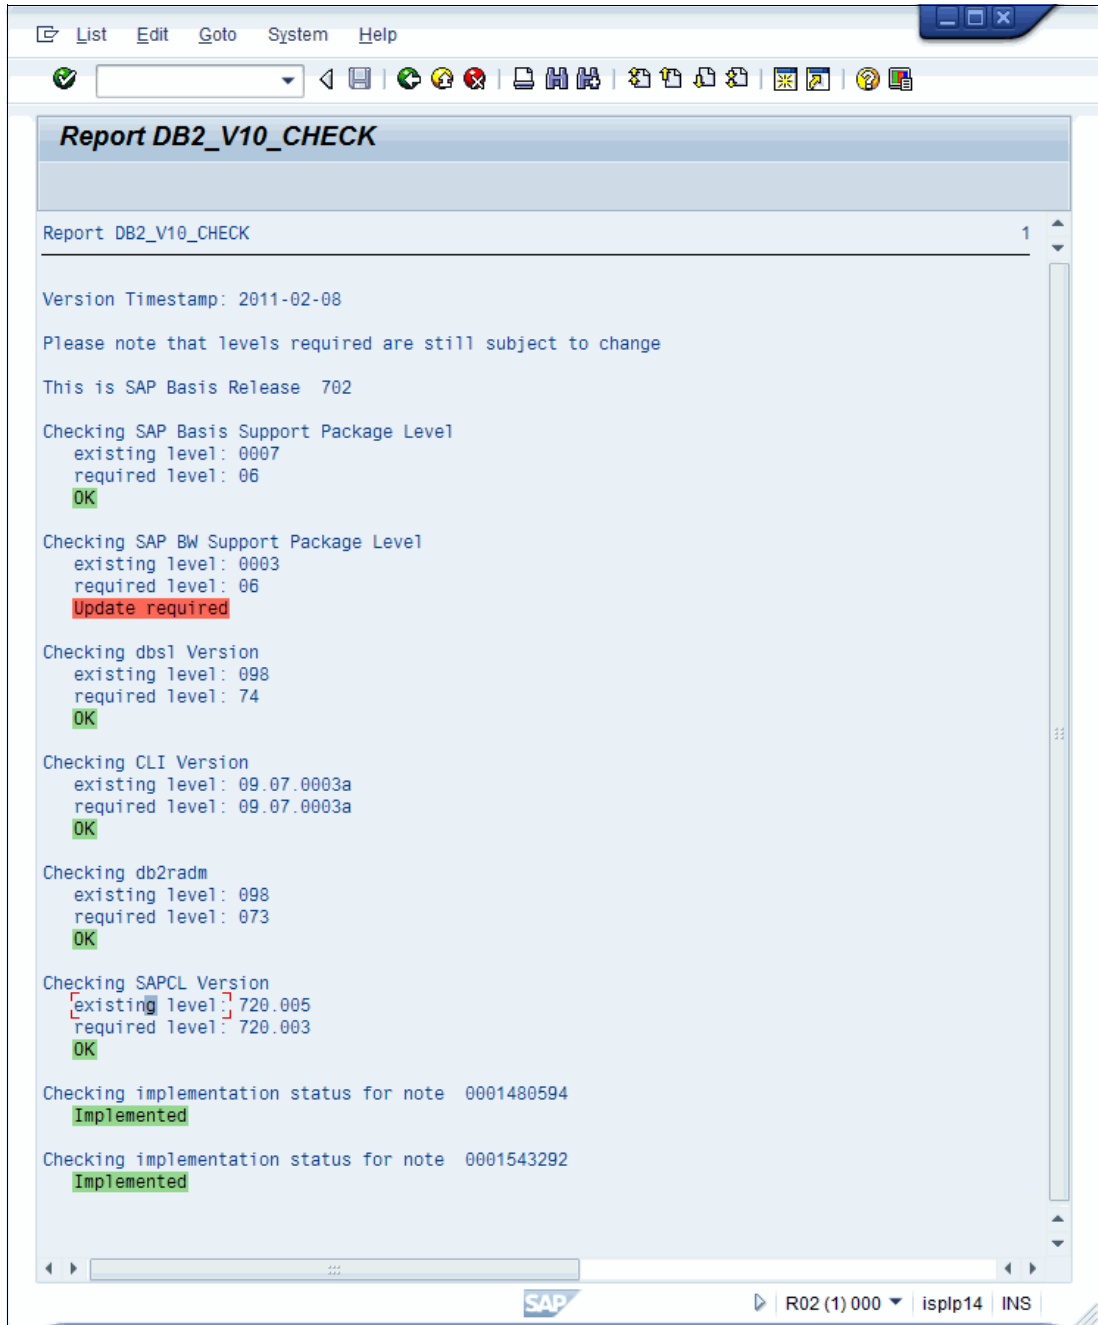 List Edit Goto System Help
Report DB2_V10_CHECK
Report DB2_V10_CHECK 1
Version Timestamp: 2011-02-08
Please note that levels required are still subject to change
This is SAP Basis Release 702
Checking SAP Basis Support Package Level
existing level: 0007
required level: 06
OK
Checking SAP BW Support Package Level
existing level: 0003
required level: 06
Update required
Checking dbsl Version
existing level: 098
required level: 74
OK
Checking CLI Version
existing level: 09.07.0003a
required level: 09.07.0003a
OK
Checking db2radm
existing level: 098
required level: 073
OK
Checking SAPCL Version
existing level: 720.005
required level: 720.003
OK
Checking implementation status for note 0001480594
Implemented
Checking implementation status for note 0001543292
Implemented
SAP R02 (1) 000 isplp14 INS